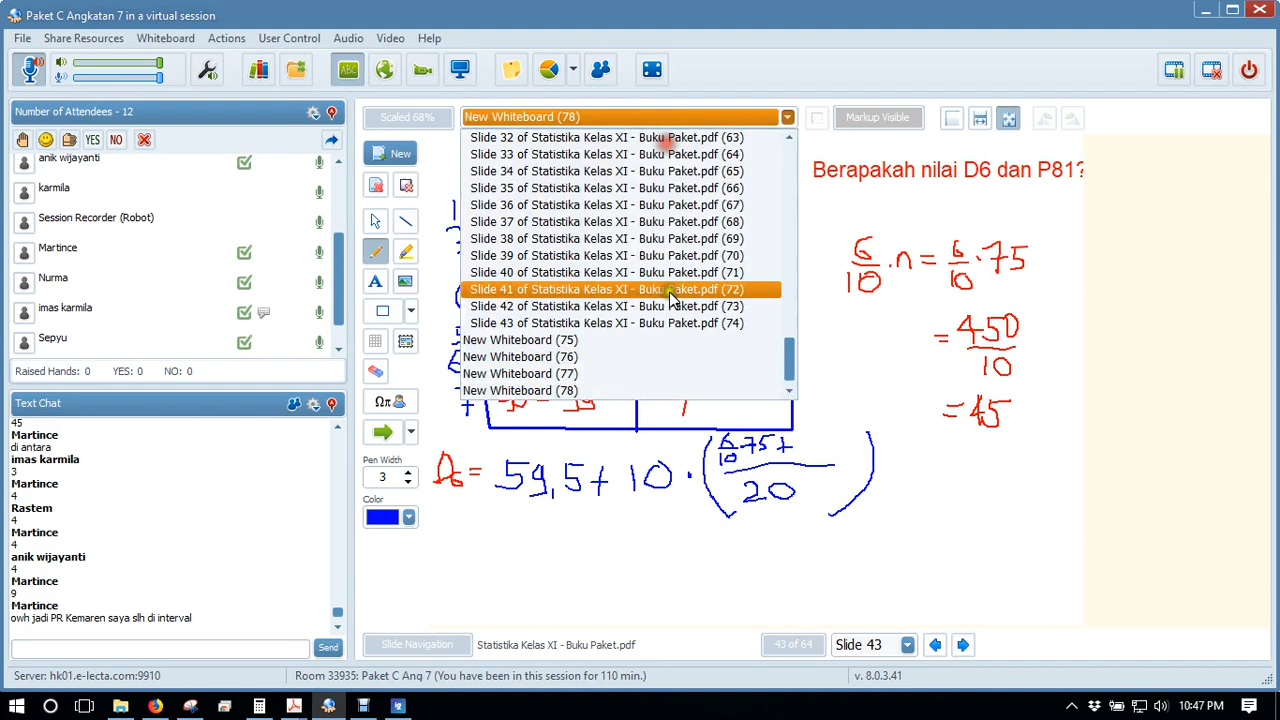 Paket C Angkatan 7 in a virtual session
File Share Resources Whiteboard Actions User Control Audio Video Help
ABC
Number of Attendees - 12
YES NO
anik wijayanti
karmila
Session Recorder (Robot)
Martince
Nurma
imas karmila
Sepyu
Raised Hands: 0 YES: 0 NO: 0
Text Chat
45
Martince
di antara
imas karmila
3
Martince
4
Rastem
4
Martince
4
anik wijayanti
4
Martince
9
Martince
owh jadi PR Kemaren saya slh di interval
Send
Scaled 68%
New Whiteboard (78)
Markup Visible
New
Slide 32 of Statistika Kelas XI - Buku Paket.pdf (63)
Slide 33 of Statistika Kelas XI - Buku Paket.pdf (64)
Slide 34 of Statistika Kelas XI - Buku Paket.pdf (65)
Slide 35 of Statistika Kelas XI - Buku Paket.pdf (66)
Slide 36 of Statistika Kelas XI - Buku Paket.pdf (67)
Slide 37 of Statistika Kelas XI - Buku Paket.pdf (68)
Slide 38 of Statistika Kelas XI - Buku Paket.pdf (69)
Slide 39 of Statistika Kelas XI - Buku Paket.pdf (70)
Slide 40 of Statistika Kelas XI - Buku Paket.pdf (71)
Slide 41 of Statistika Kelas XI - Buku Paket.pdf (72)
Slide 42 of Statistika Kelas XI - Buku Paket.pdf (73)
Slide 43 of Statistika Kelas XI - Buku Paket.pdf (74)
New Whiteboard (75)
New Whiteboard (76)
New Whiteboard (77)
New Whiteboard (78)
A
Ωπ
Pen Width
3
Color
Berapakah nilai D6 dan P81?
6/10 . n = 6/10 . 75
= 450/10
= 45
D6 = 59,5 + 10 . (6/10 . 75 + / 20)
Slide Navigation Statistika Kelas XI - Buku Paket.pdf 43 of 64 Slide 43
Server: hk01.e-lecta.com:9910 Room 33935: Paket C Ang 7 (You have been in this session for 110 min.) v. 8.0.3.41
10:47 PM